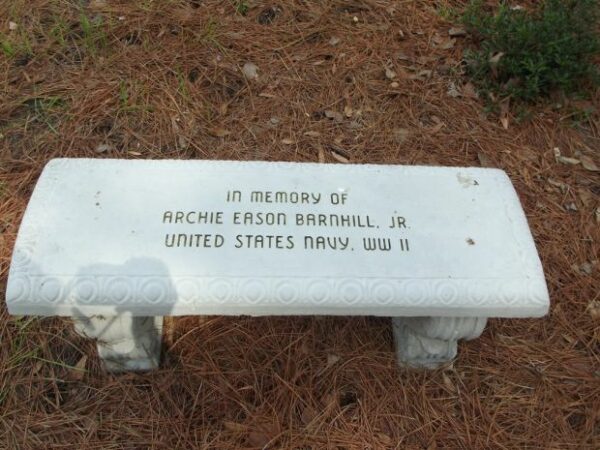 IN MEMORY OF
ARCHIE EASON BARNHILL, JR.
UNITED STATES NAVY, WW II